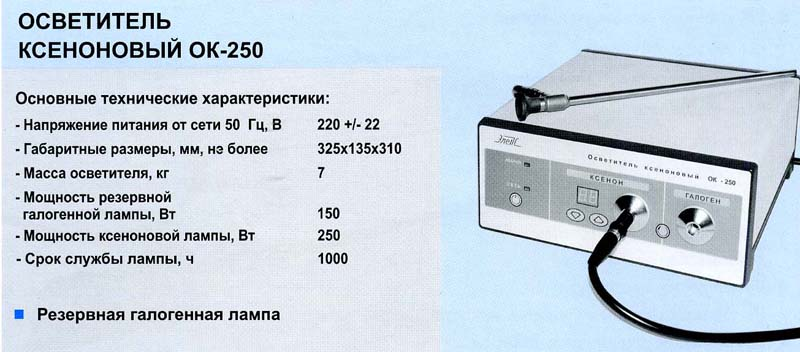 ОСВЕТИТЕЛЬ
КСЕНОНОВЫЙ ОК-250
Основные технические характеристики:
- Напряжение питания от сети 50 Гц, В 220 +/- 22
- Габаритные размеры, мм, нэ более 325х135х310
- Масса осветителя, кг 7
- Мощность резервной
галогенной лампы, Вт 150
- Мощность ксеноновой лампы, Вт 250
- Срок службы лампы, ч 1000
Резервная галогенная лампа
Осветитель ксеноновый ОК - 250
КСЕНОН
ГАЛОГЕН
СЕТЬ